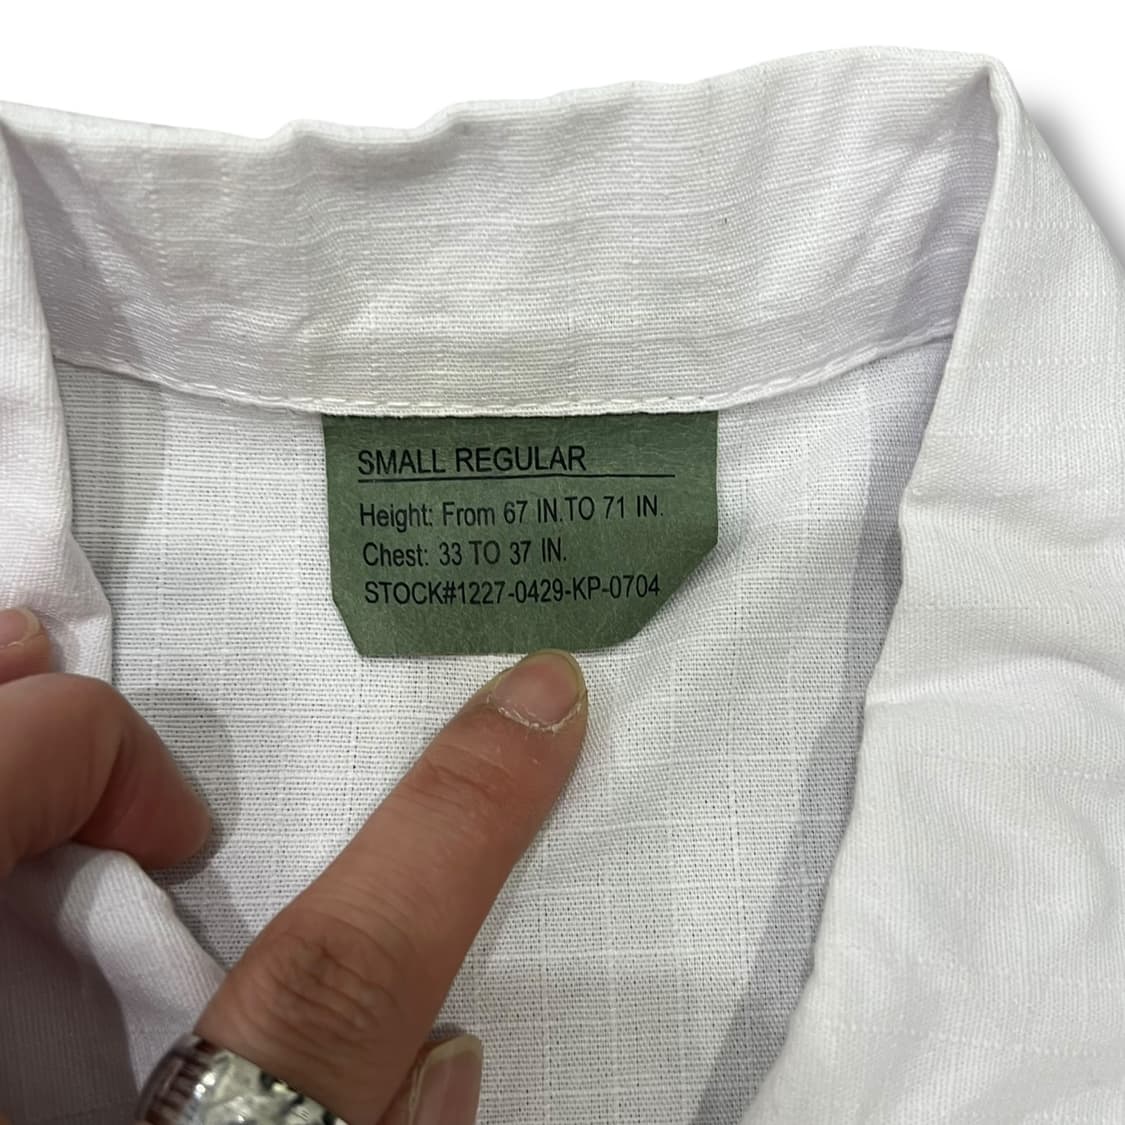 SMALL REGULAR
Height: From 67 IN.TO 71 IN.
Chest: 33 TO 37 IN.
STOCK#1227-0429-KP-0704